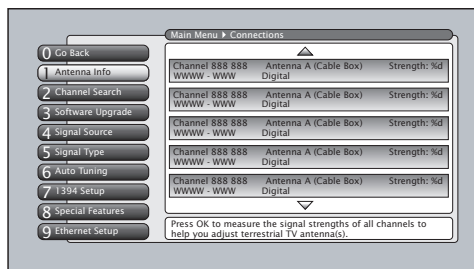 Main Menu ▸ Connections
0 Go Back
1 Antenna Info
2 Channel Search
3 Software Upgrade
4 Signal Source
5 Signal Type
6 Auto Tuning
7 1394 Setup
8 Special Features
9 Ethernet Setup
Channel 888 888 Antenna A (Cable Box) Strength: %d
WWWW - WWW Digital
Channel 888 888 Antenna A (Cable Box) Strength: %d
WWWW - WWW Digital
Channel 888 888 Antenna A (Cable Box) Strength: %d
WWWW - WWW Digital
Channel 888 888 Antenna A (Cable Box) Strength: %d
WWWW - WWW Digital
Channel 888 888 Antenna A (Cable Box) Strength: %d
WWWW - WWW Digital
Press OK to measure the signal strengths of all channels to
help you adjust terrestrial TV antenna(s).